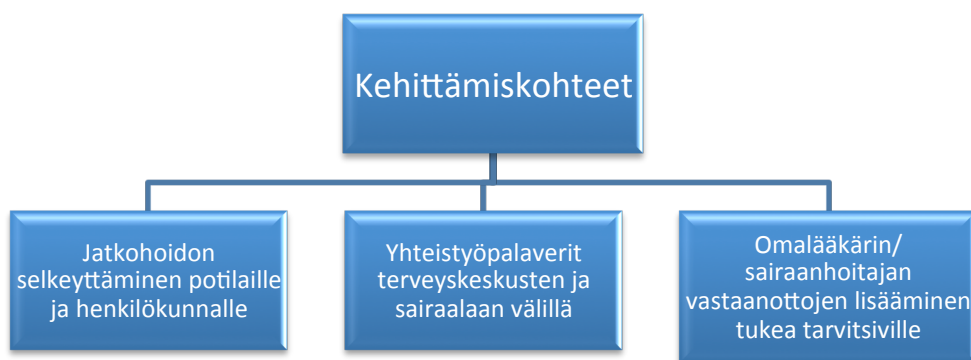 Kehittämiskohteet
Jatkohoidon
selkeyttäminen potilaille
ja henkilökunnalle
Yhteistyöpalaverit
terveyskeskusten ja
sairaalaan välillä
Omalääkärin/
sairaanhoitajan
vastaanottojen lisääminen
tukea tarvitsiville